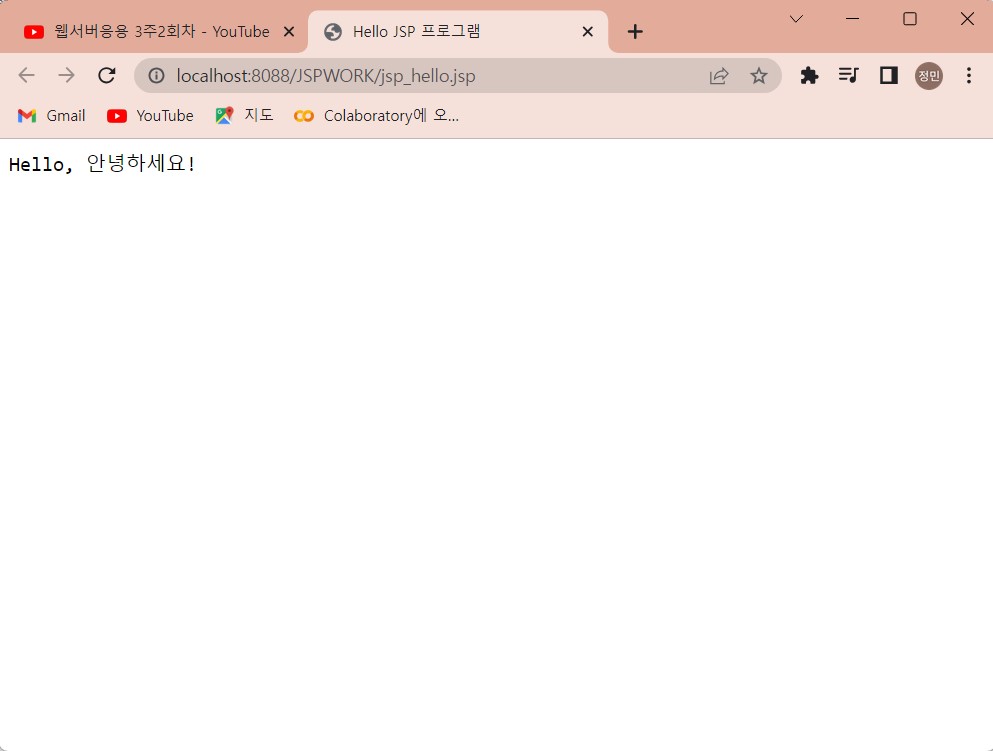 웹서버응용 3주2회차 - YouTube
Hello JSP 프로그램
localhost:8088/JSPWORK/jsp_hello.jsp
정민
Gmail
YouTube
지도
Colaboratory에 오...
Hello, 안녕하세요!